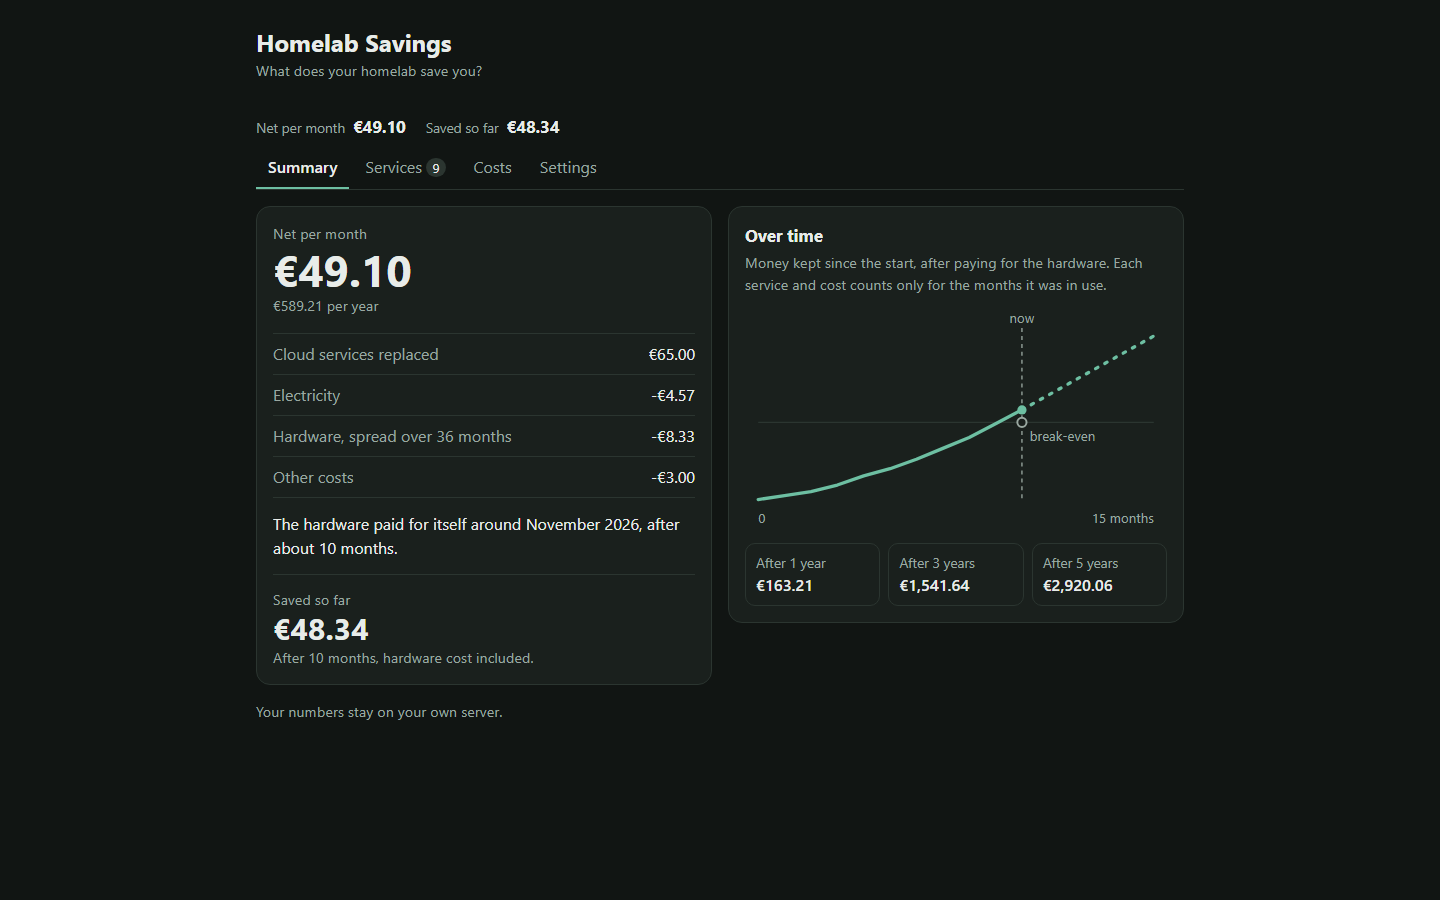 Homelab Savings
What does your homelab save you?
Net per month €49.10 Saved so far €48.34
Summary Services 9 Costs Settings
Net per month
€49.10
€589.21 per year
Cloud services replaced €65.00
Electricity -€4.57
Hardware, spread over 36 months -€8.33
Other costs -€3.00
The hardware paid for itself around November 2026, after
about 10 months.
Saved so far
€48.34
After 10 months, hardware cost included.
Over time
Money kept since the start, after paying for the hardware. Each
service and cost counts only for the months it was in use.
now
break-even
0 15 months
After 1 year After 3 years After 5 years
€163.21 €1,541.64 €2,920.06
Your numbers stay on your own server.